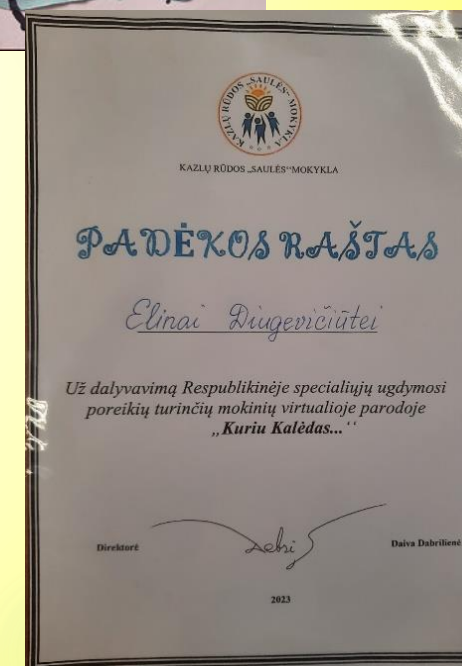 KAZLŲ RŪDOS „SAULĖS“ MOKYKLA
KAZLŲ RŪDOS „SAULĖS“MOKYKLA
PADĖKOS RAŠTAS
Elinai Diugevičiūtei
Už dalyvavimą Respublikinėje specialiųjų ugdymosi
poreikių turinčių mokinių virtualioje parodoje
„Kuriu Kalėdas...“
Direktorė Daiva Dabrilienė
2023